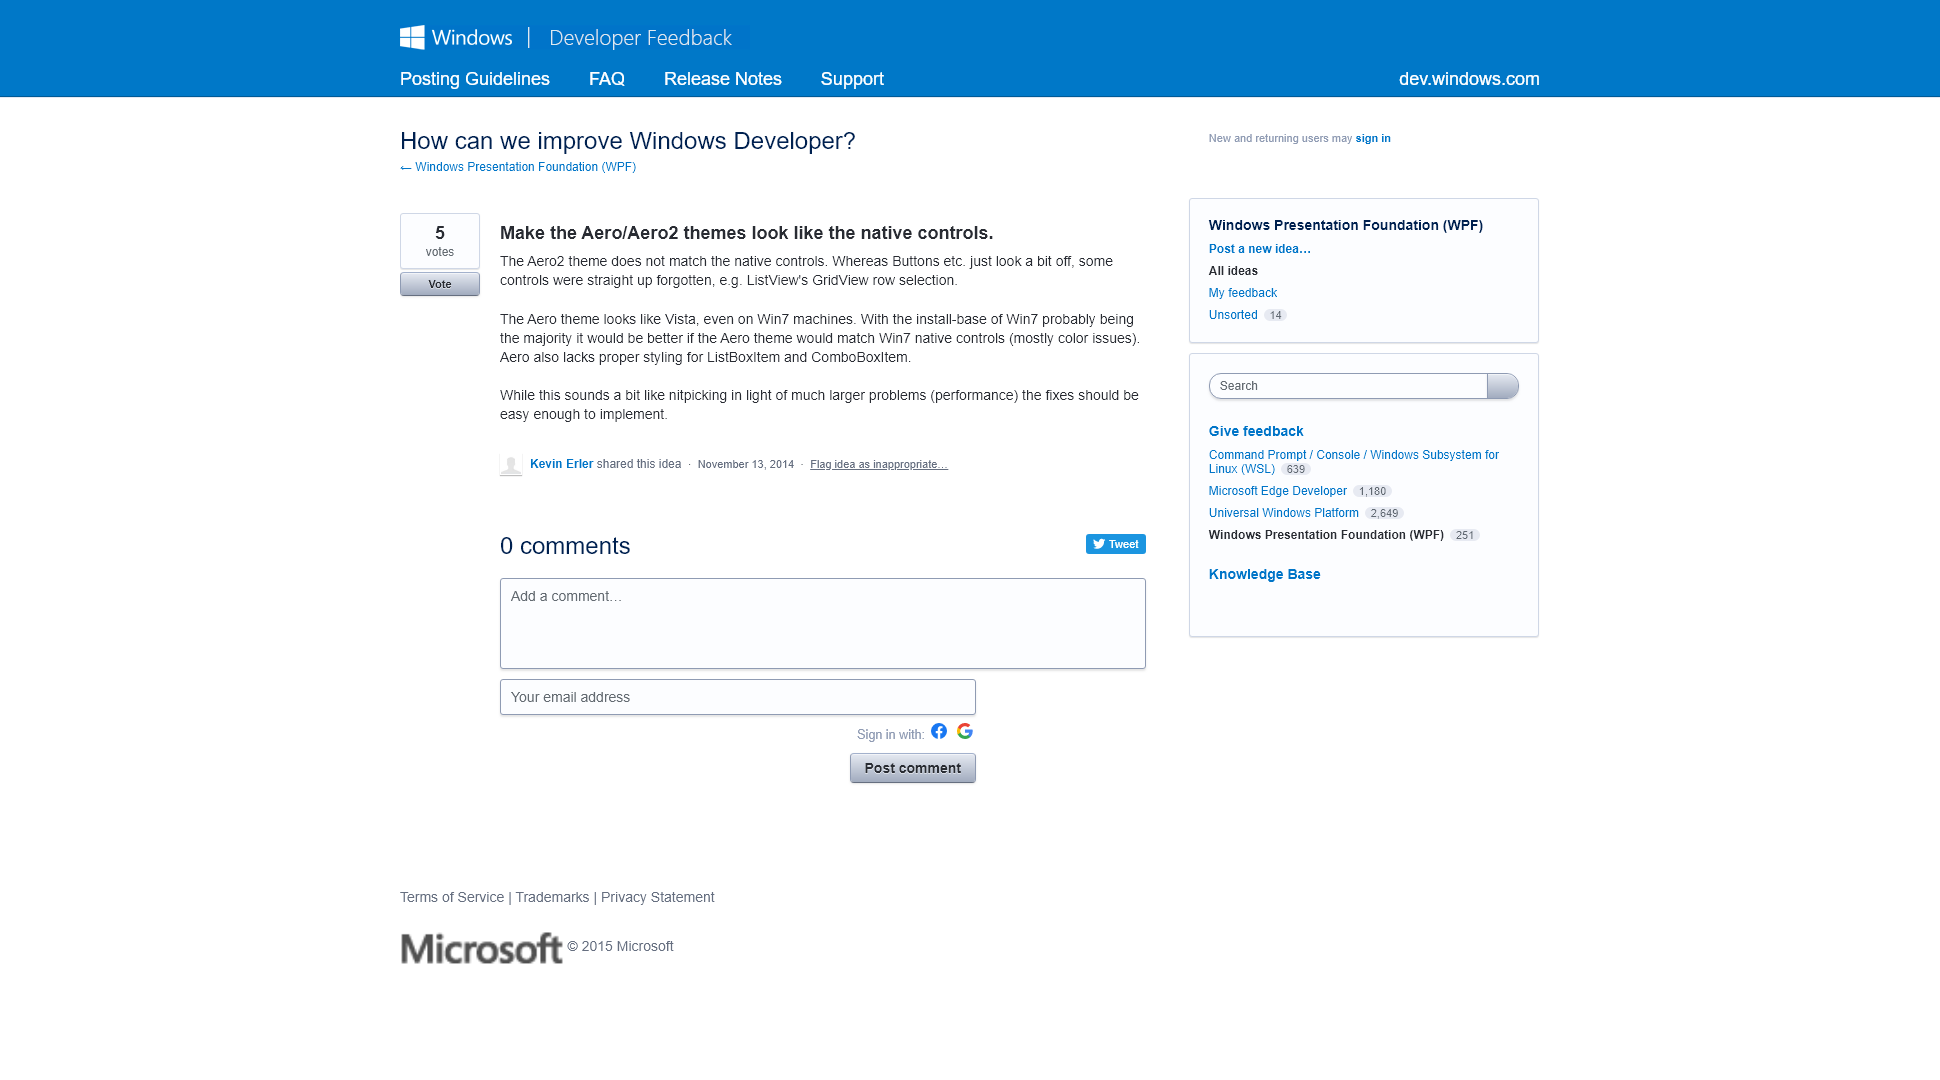 Windows | Developer Feedback
Posting Guidelines FAQ Release Notes Support dev.windows.com
How can we improve Windows Developer?
← Windows Presentation Foundation (WPF)
New and returning users may sign in
5
votes
Vote
Make the Aero/Aero2 themes look like the native controls.
The Aero2 theme does not match the native controls. Whereas Buttons etc. just look a bit off, some
controls were straight up forgotten, e.g. ListView's GridView row selection.
The Aero theme looks like Vista, even on Win7 machines. With the install-base of Win7 probably being
the majority it would be better if the Aero theme would match Win7 native controls (mostly color issues).
Aero also lacks proper styling for ListBoxItem and ComboBoxItem.
While this sounds a bit like nitpicking in light of much larger problems (performance) the fixes should be
easy enough to implement.
Kevin Erler shared this idea · November 13, 2014 · Flag idea as inappropriate…
0 comments
Tweet
Add a comment…
Your email address
Sign in with:
Post comment
Windows Presentation Foundation (WPF)
Post a new idea…
All ideas
My feedback
Unsorted 14
Search
Give feedback
Command Prompt / Console / Windows Subsystem for
Linux (WSL) 639
Microsoft Edge Developer 1,180
Universal Windows Platform 2,649
Windows Presentation Foundation (WPF) 251
Knowledge Base
Terms of Service | Trademarks | Privacy Statement
Microsoft © 2015 Microsoft